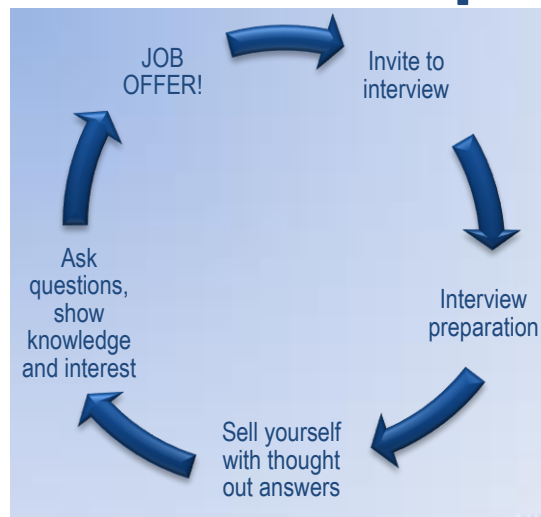 JOB
OFFER!
Invite to
interview
Interview
preparation
Sell yourself
with thought
out answers
Ask
questions,
show
knowledge
and interest